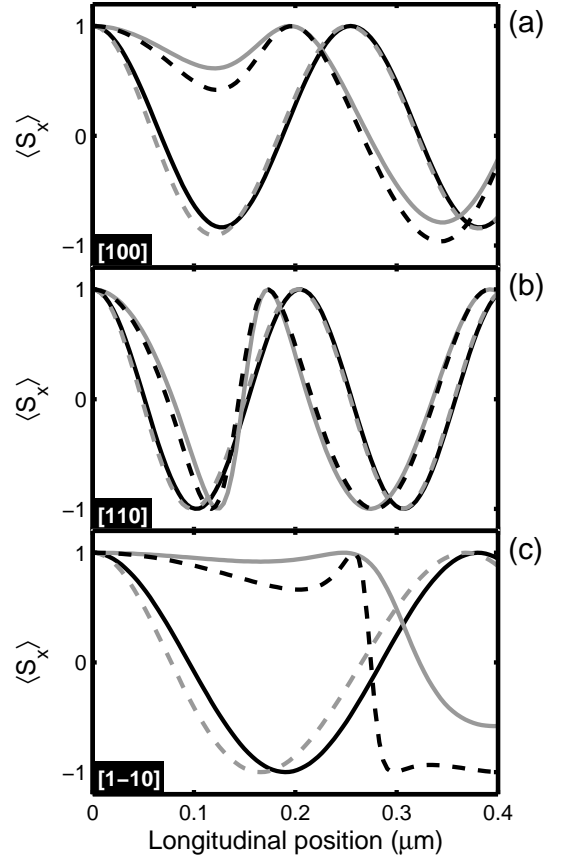 (a)
1
0
−1
⟨Sx⟩
[100]
(b)
1
0
−1
⟨Sx⟩
[110]
(c)
1
0
−1
⟨Sx⟩
[1−10]
0 0.1 0.2 0.3 0.4
Longitudinal position (μm)